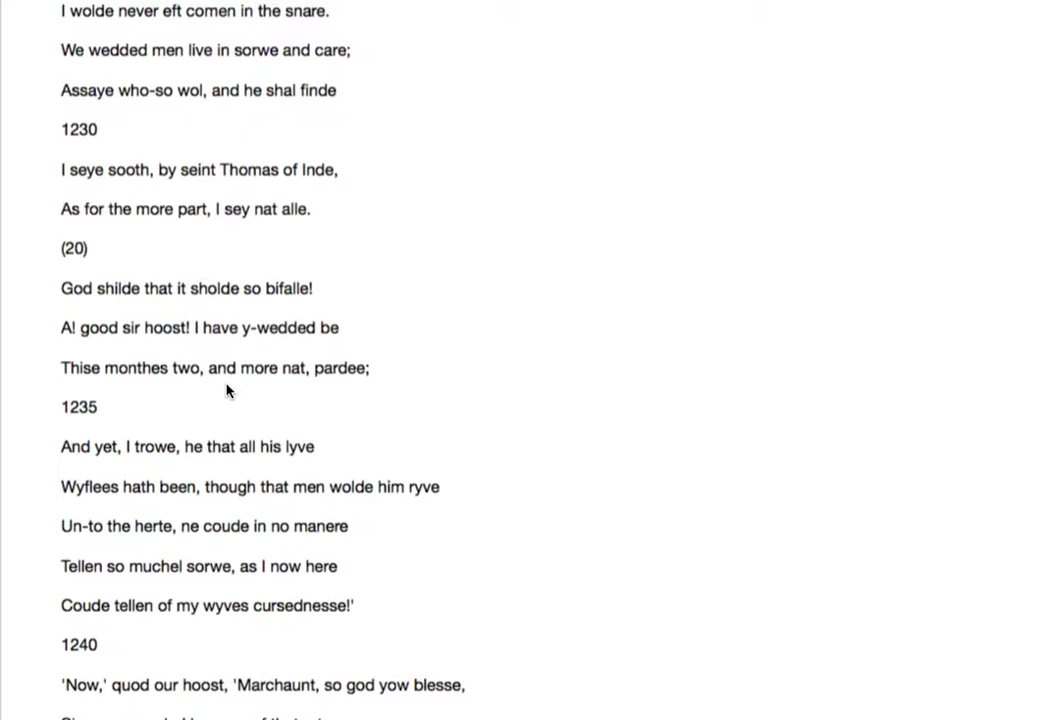 I wolde never eft comen in the snare.
We wedded men live in sorwe and care;
Assaye who-so wol, and he shal finde
1230
I seye sooth, by seint Thomas of Inde,
As for the more part, I sey nat alle.
(20)
God shilde that it sholde so bifalle!
A! good sir hoost! I have y-wedded be
Thise monthes two, and more nat, pardee;
1235
And yet, I trowe, he that all his lyve
Wyflees hath been, though that men wolde him ryve
Un-to the herte, ne coude in no manere
Tellen so muchel sorwe, as I now here
Coude tellen of my wyves cursednesse!'
1240
'Now,' quod our hoost, 'Marchaunt, so god yow blesse,